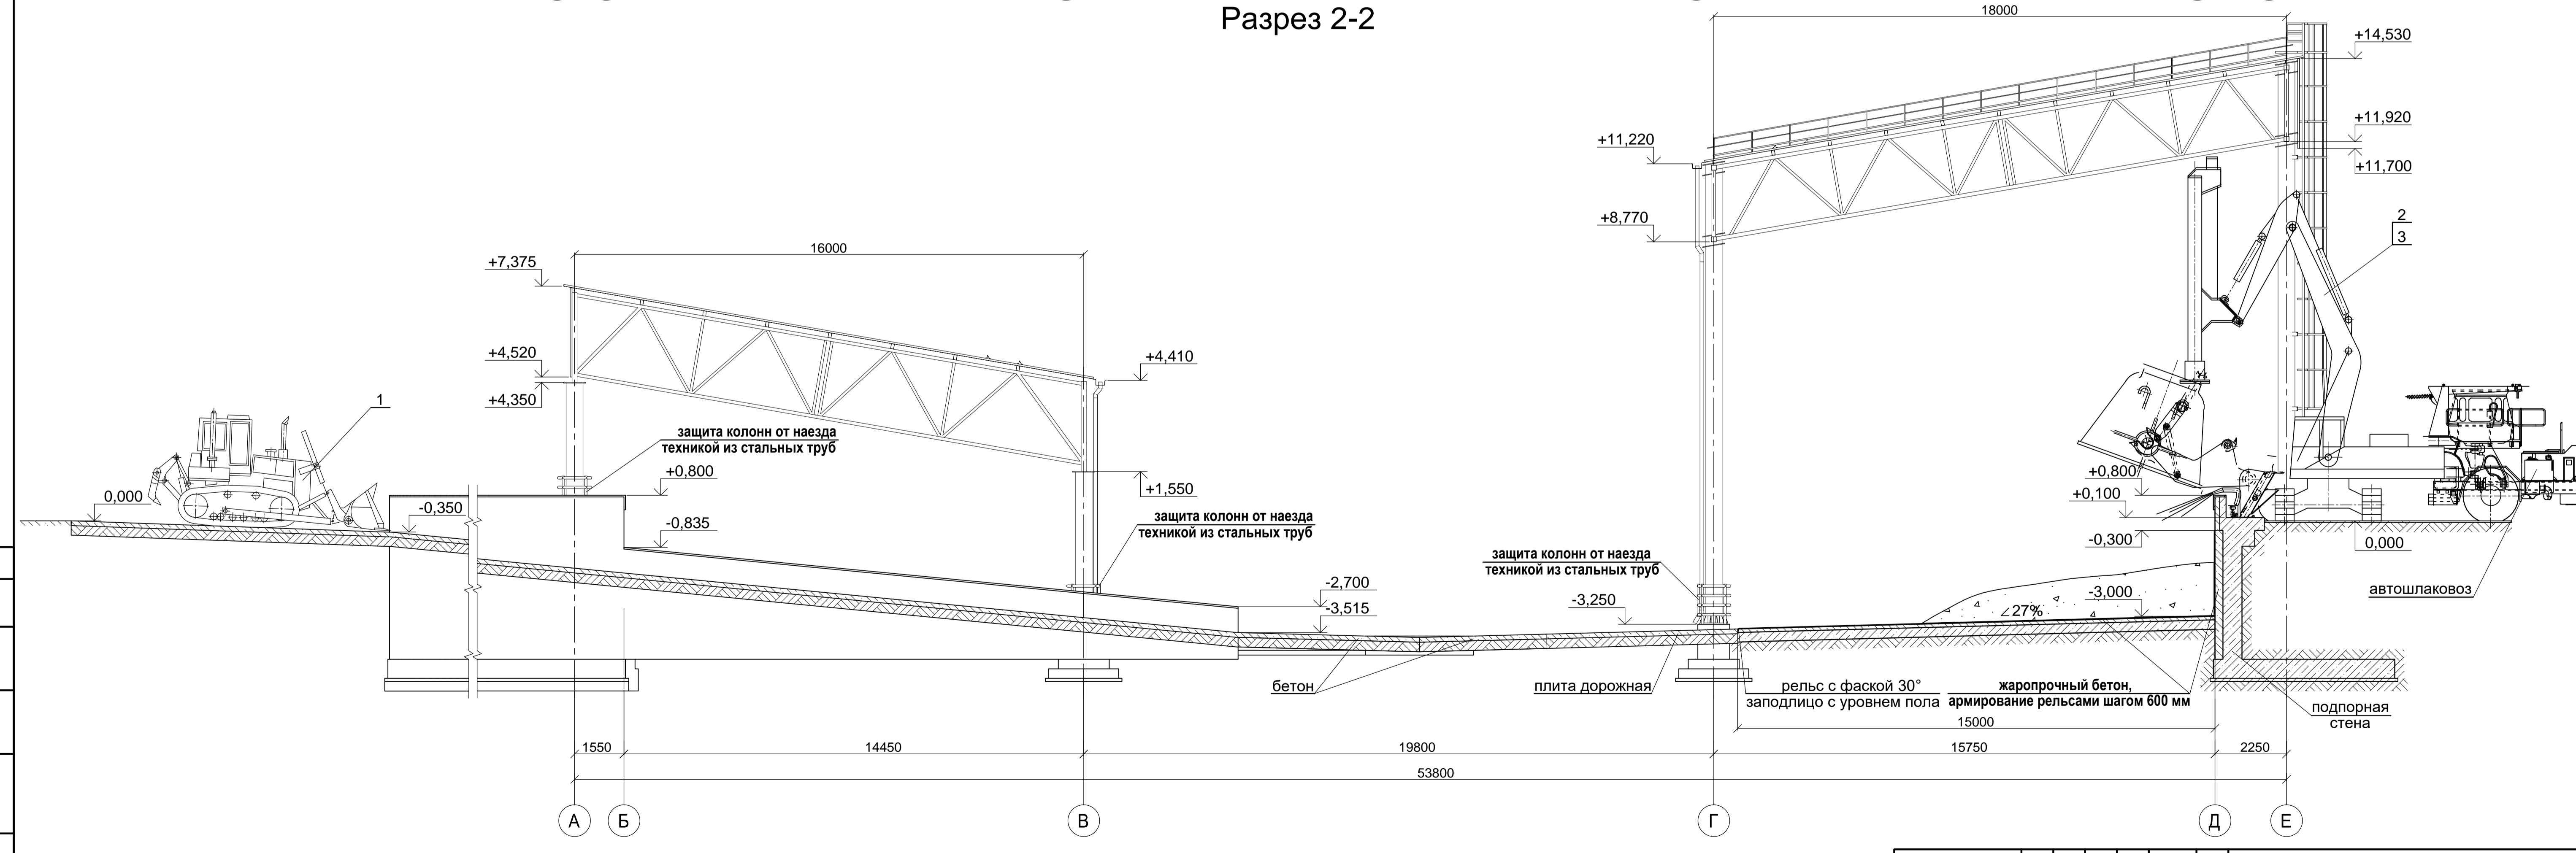 Разрез 2-2
18000
+14,530
+11,920
+11,700
+11,220
+8,770
2
3
16000
+7,375
+4,520
+4,350
+4,410
1
защита колонн от наезда
техникой из стальных труб
+0,800
-0,835
0,000
-0,350
+1,550
защита колонн от наезда
техникой из стальных труб
-2,700
-3,515
защита колонн от наезда
техникой из стальных труб
-3,250
+0,800
+0,100
-0,300
-3,000
∠27%
0,000
автошлаковоз
бетон
плита дорожная
рельс с фаской 30°
заподлицо с уровнем пола
жаропрочный бетон,
армирование рельсами шагом 600 мм
подпорная
стена
15000
1550
14450
19800
15750
2250
53800
А
Б
В
Г
Д
Е